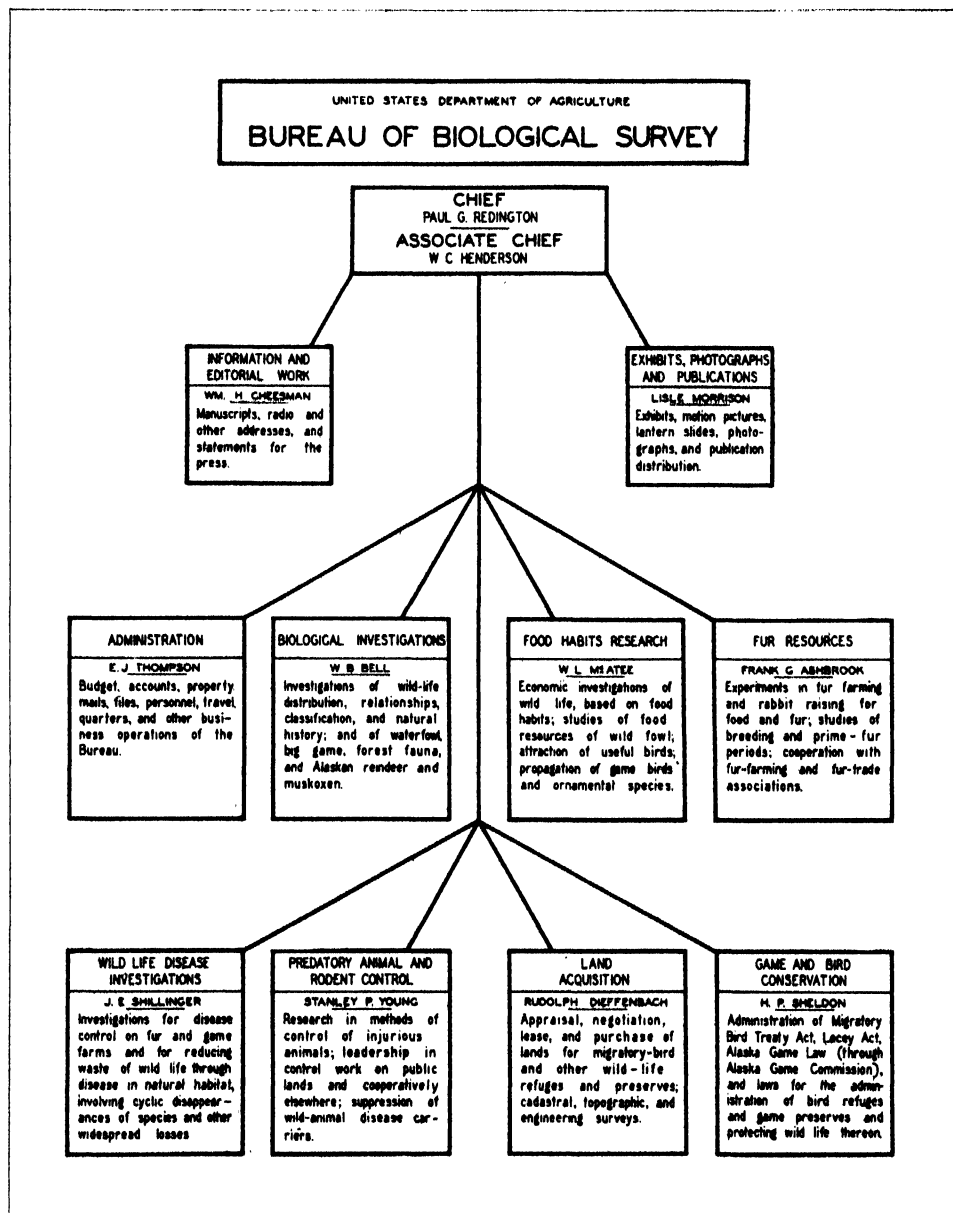 UNITED STATES DEPARTMENT OF AGRICULTURE
BUREAU OF BIOLOGICAL SURVEY
CHIEF
PAUL G. REDINGTON
ASSOCIATE CHIEF
W C HENDERSON
INFORMATION AND
EDITORIAL WORK
WM. H. CHEESMAN
Manuscripts, radio and
other addresses, and
statements for the
press.
EXHIBITS, PHOTOGRAPHS
AND PUBLICATIONS
LISLE MORRISON
Exhibits, motion pictures,
lantern slides, photo-
graphs, and publication
distribution.
ADMINISTRATION
E. J THOMPSON
Budget, accounts, property
mails, files, personnel, travel,
quarters, and other busi-
ness operations of the
Bureau.
BIOLOGICAL INVESTIGATIONS
W B BELL
Investigations of wild-life
distribution, relationships,
classification, and natural
history; and of waterfowl,
big game, forest fauna,
and Alaskan reindeer and
muskoxen.
FOOD HABITS RESEARCH
W L McATEE
Economic investigations of
wild life, based on food
habits; studies of food
resources of wild fowl;
attraction of useful birds;
propagation of game birds
and ornamental species.
FUR RESOURCES
FRANK G ASHBROOK
Experiments in fur farming
and rabbit raising for
food and fur; studies of
breeding and prime-fur
periods; cooperation with
fur-farming and fur-trade
associations.
WILD LIFE DISEASE
INVESTIGATIONS
J. E SHILLINGER
Investigations for disease
control on fur and game
farms and for reducing
waste of wild life through
disease in natural habitat,
involving cyclic disappear-
ances of species and other
widespread losses
PREDATORY ANIMAL AND
RODENT CONTROL
STANLEY P. YOUNG
Research in methods of
control of injurious
animals; leadership in
control work on public
lands and cooperatively
elsewhere; suppression of
wild-animal disease car-
riers.
LAND
ACQUISITION
RUDOLPH DIEFFENBACH
Appraisal, negotiation,
lease, and purchase of
lands for migratory-bird
and other wild-life
refuges and preserves;
cadastral, topographic, and
engineering surveys.
GAME AND BIRD
CONSERVATION
H. P. SHELDON
Administration of Migratory
Bird Treaty Act, Lacey Act,
Alaska Game Law (through
Alaska Game Commission),
and laws for the admin-
istration of bird refuges
and game preserves and
protecting wild life thereon.